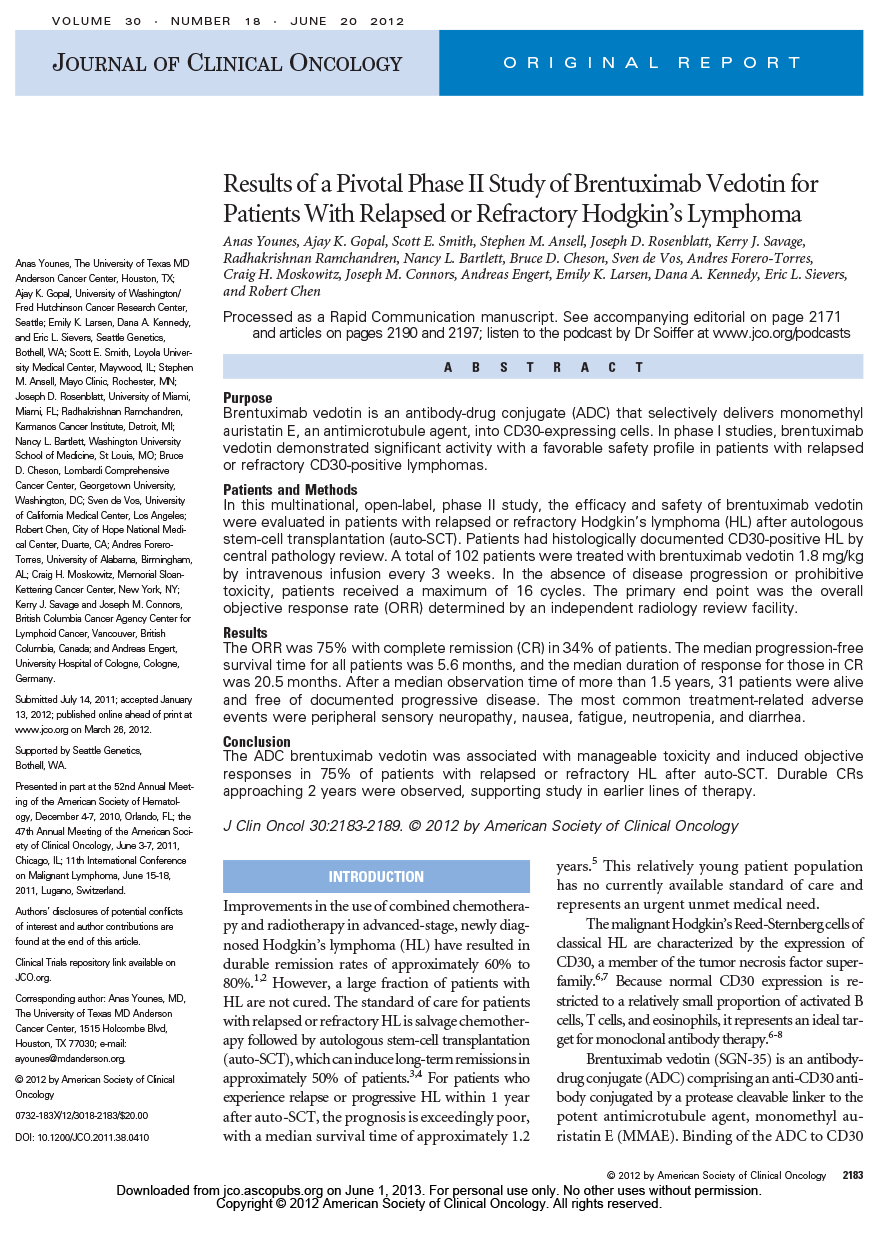 VOLUME 30 · NUMBER 18 · JUNE 20 2012
JOURNAL OF CLINICAL ONCOLOGY
ORIGINAL REPORT
Results of a Pivotal Phase II Study of Brentuximab Vedotin for
Patients With Relapsed or Refractory Hodgkin's Lymphoma
Anas Younes, Ajay K. Gopal, Scott E. Smith, Stephen M. Ansell, Joseph D. Rosenblatt, Kerry J. Savage,
Radhakrishnan Ramchandren, Nancy L. Bartlett, Bruce D. Cheson, Sven de Vos, Andres Forero-Torres,
Craig H. Moskowitz, Joseph M. Connors, Andreas Engert, Emily K. Larsen, Dana A. Kennedy, Eric L. Sievers,
and Robert Chen
Processed as a Rapid Communication manuscript. See accompanying editorial on page 2171
and articles on pages 2190 and 2197; listen to the podcast by Dr Soiffer at www.jco.org/podcasts
Anas Younes, The University of Texas MD
Anderson Cancer Center, Houston, TX;
Ajay K. Gopal, University of Washington/
Fred Hutchinson Cancer Research Center,
Seattle; Emily K. Larsen, Dana A. Kennedy,
and Eric L. Sievers, Seattle Genetics,
Bothell, WA; Scott E. Smith, Loyola Univer-
sity Medical Center, Maywood, IL; Stephen
M. Ansell, Mayo Clinic, Rochester, MN;
Joseph D. Rosenblatt, University of Miami,
Miami, FL; Radhakrishnan Ramchandren,
Karmanos Cancer Institute, Detroit, MI;
Nancy L. Bartlett, Washington University
School of Medicine, St Louis, MO; Bruce
D. Cheson, Lombardi Comprehensive
Cancer Center, Georgetown University,
Washington, DC; Sven de Vos, University
of California Medical Center, Los Angeles;
Robert Chen, City of Hope National Medi-
cal Center, Duarte, CA; Andres Forero-
Torres, University of Alabama, Birmingham,
AL; Craig H. Moskowitz, Memorial Sloan-
Kettering Cancer Center, New York, NY;
Kerry J. Savage and Joseph M. Connors,
British Columbia Cancer Agency Center for
Lymphoid Cancer, Vancouver, British
Columbia, Canada; and Andreas Engert,
University Hospital of Cologne, Cologne,
Germany.
Submitted July 14, 2011; accepted January
13, 2012; published online ahead of print at
www.jco.org on March 26, 2012.
Supported by Seattle Genetics,
Bothell, WA.
Presented in part at the 52nd Annual Meet-
ing of the American Society of Hematol-
ogy, December 4-7, 2010, Orlando, FL; the
47th Annual Meeting of the American Soci-
ety of Clinical Oncology, June 3-7, 2011,
Chicago, IL; 11th International Conference
on Malignant Lymphoma, June 15-18,
2011, Lugano, Switzerland.
Authors' disclosures of potential conflicts
of interest and author contributions are
found at the end of this article.
Clinical Trials repository link available on
JCO.org.
Corresponding author: Anas Younes, MD,
The University of Texas MD Anderson
Cancer Center, 1515 Holcombe Blvd,
Houston, TX 77030; e-mail:
ayounes@mdanderson.org.
© 2012 by American Society of Clinical
Oncology
0732-183X/12/3018-2183/$20.00
DOI: 10.1200/JCO.2011.38.0410
ABSTRACT
Purpose
Brentuximab vedotin is an antibody-drug conjugate (ADC) that selectively delivers monomethyl
auristatin E, an antimicrotubule agent, into CD30-expressing cells. In phase I studies, brentuximab
vedotin demonstrated significant activity with a favorable safety profile in patients with relapsed
or refractory CD30-positive lymphomas.
Patients and Methods
In this multinational, open-label, phase II study, the efficacy and safety of brentuximab vedotin
were evaluated in patients with relapsed or refractory Hodgkin's lymphoma (HL) after autologous
stem-cell transplantation (auto-SCT). Patients had histologically documented CD30-positive HL by
central pathology review. A total of 102 patients were treated with brentuximab vedotin 1.8 mg/kg
by intravenous infusion every 3 weeks. In the absence of disease progression or prohibitive
toxicity, patients received a maximum of 16 cycles. The primary end point was the overall
objective response rate (ORR) determined by an independent radiology review facility.
Results
The ORR was 75% with complete remission (CR) in 34% of patients. The median progression-free
survival time for all patients was 5.6 months, and the median duration of response for those in CR
was 20.5 months. After a median observation time of more than 1.5 years, 31 patients were alive
and free of documented progressive disease. The most common treatment-related adverse
events were peripheral sensory neuropathy, nausea, fatigue, neutropenia, and diarrhea.
Conclusion
The ADC brentuximab vedotin was associated with manageable toxicity and induced objective
responses in 75% of patients with relapsed or refractory HL after auto-SCT. Durable CRs
approaching 2 years were observed, supporting study in earlier lines of therapy.
J Clin Oncol 30:2183-2189. © 2012 by American Society of Clinical Oncology
INTRODUCTION
Improvements in the use of combined chemothera-
py and radiotherapy in advanced-stage, newly diag-
nosed Hodgkin's lymphoma (HL) have resulted in
durable remission rates of approximately 60% to
80%.1,2 However, a large fraction of patients with
HL are not cured. The standard of care for patients
with relapsed or refractory HL is salvage chemother-
apy followed by autologous stem-cell transplantation
(auto-SCT), which can induce long-term remissions in
approximately 50% of patients.3,4 For patients who
experience relapse or progressive HL within 1 year
after auto-SCT, the prognosis is exceedingly poor,
with a median survival time of approximately 1.2
years.5 This relatively young patient population
has no currently available standard of care and
represents an urgent unmet medical need.
The malignant Hodgkin's Reed-Sternberg cells of
classical HL are characterized by the expression of
CD30, a member of the tumor necrosis factor super-
family.6,7 Because normal CD30 expression is re-
stricted to a relatively small proportion of activated B
cells, T cells, and eosinophils, it represents an ideal tar-
get for monoclonal antibody therapy.6-8
Brentuximab vedotin (SGN-35) is an antibody-
drug conjugate (ADC) comprising an anti-CD30 anti-
body conjugated by a protease cleavable linker to the
potent antimicrotubule agent, monomethyl au-
ristatin E (MMAE). Binding of the ADC to CD30
© 2012 by American Society of Clinical Oncology 2183
Downloaded from jco.ascopubs.org on June 1, 2013. For personal use only. No other uses without permission.
Copyright © 2012 American Society of Clinical Oncology. All rights reserved.